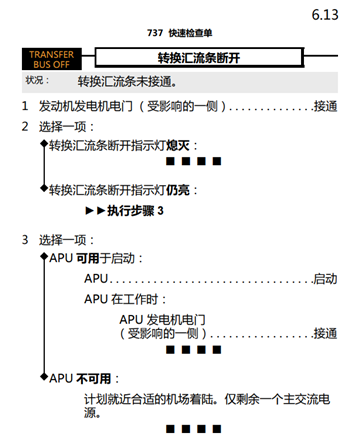 6.13
737 快速检查单
TRANSFER
BUS OFF
转换汇流条断开
状况： 转换汇流条未接通。
1 发动机发电机电门（受影响的一侧）..............接通
2 选择一项：
◆转换汇流条断开指示灯熄灭：
■ ■ ■ ■
◆转换汇流条断开指示灯仍亮：
►►执行步骤 3
3 选择一项：
◆APU 可用于启动：
APU...................................启动
APU 在工作时：
APU 发电机电门
（受影响的一侧）.................接通
■ ■ ■ ■
◆APU 不可用：
计划就近合适的机场着陆。仅剩余一个主交流电
源。
■ ■ ■ ■